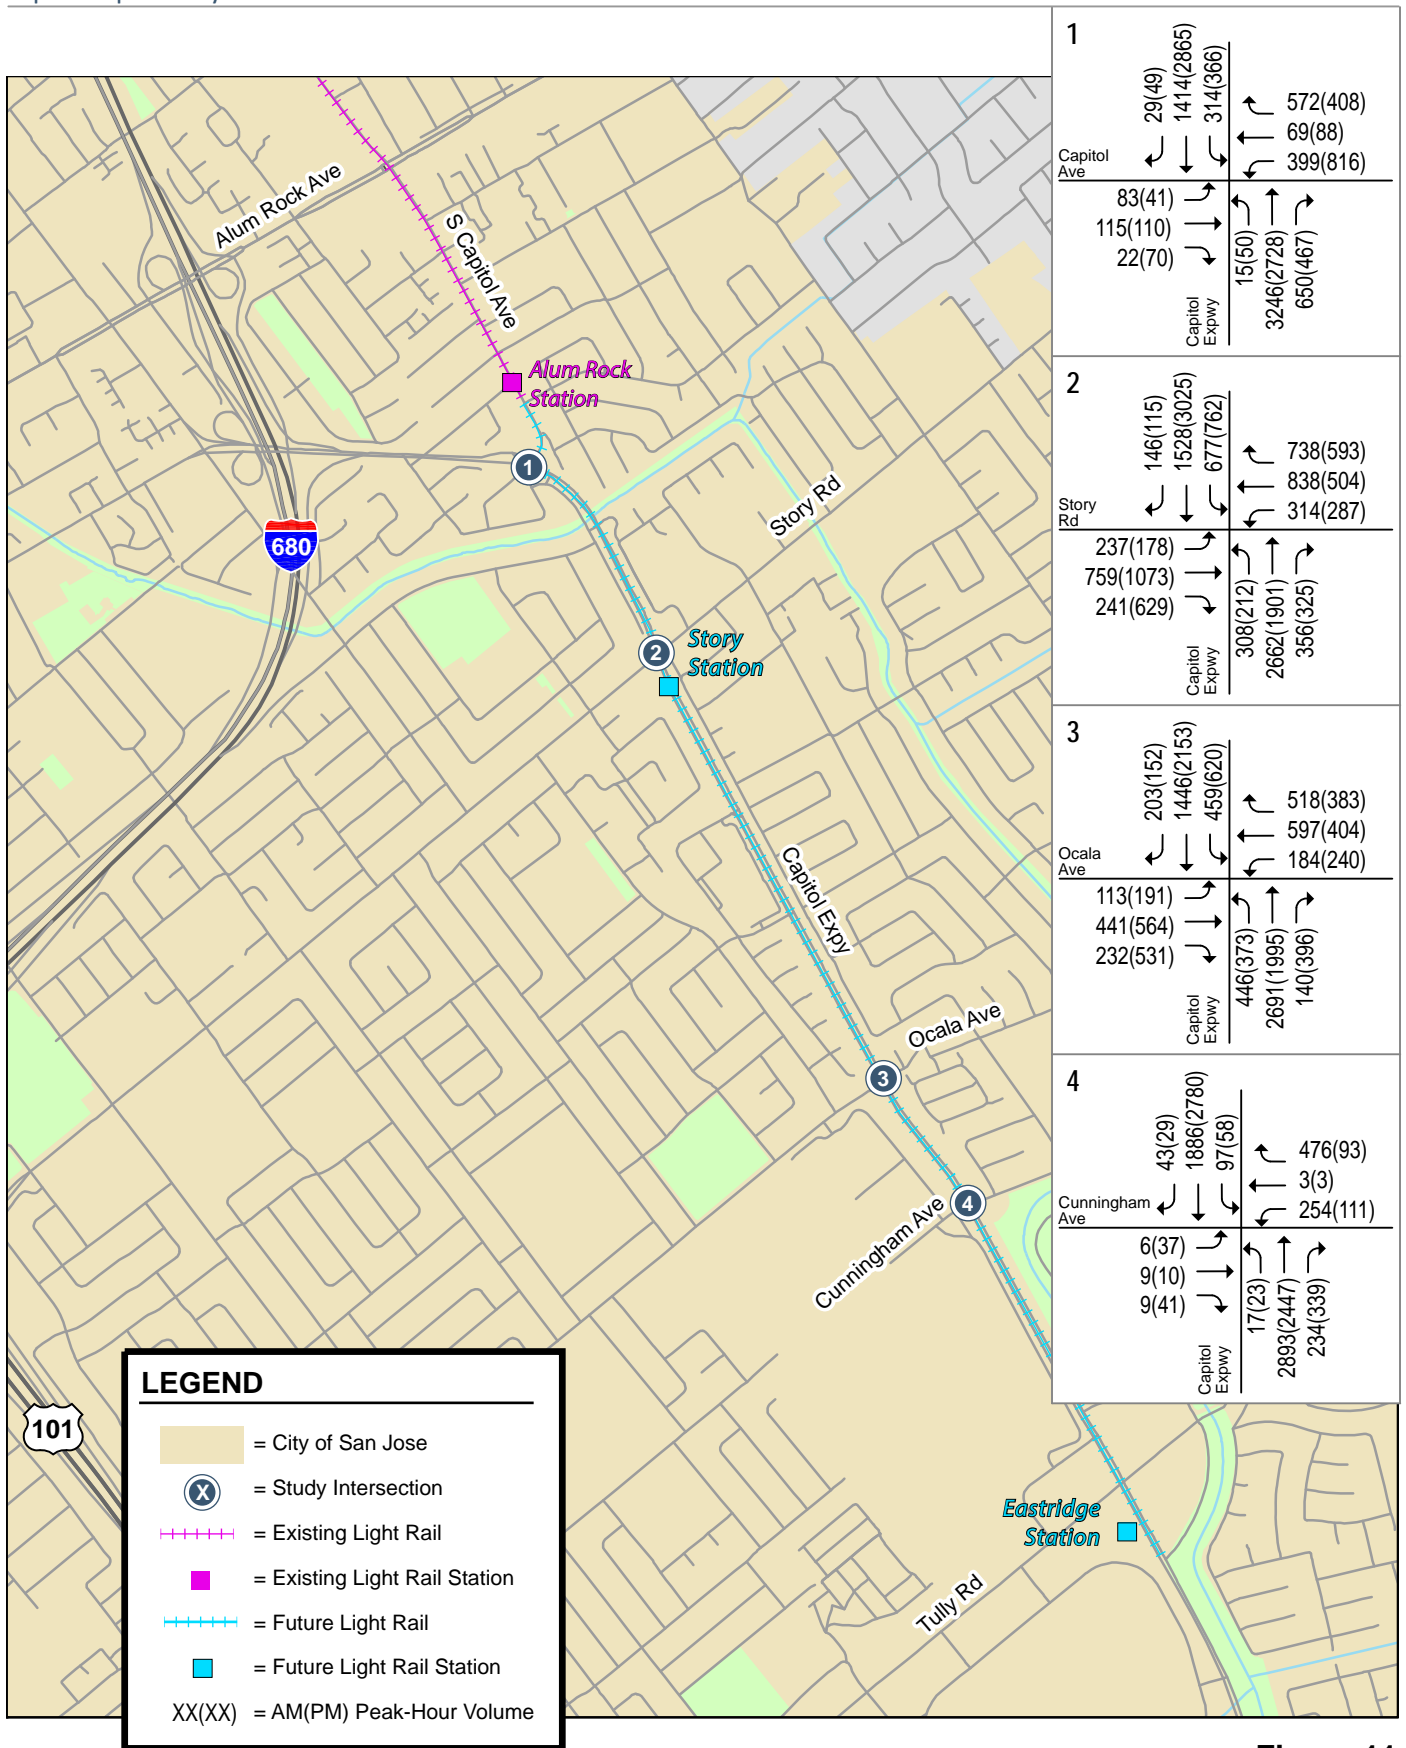 Alum Rock Ave
S Capitol Ave
Alum Rock
Station
1
680
Story Rd
2
Story
Station
Capitol Expy
Ocala Ave
3
4
Cunningham Ave
101
Eastridge
Station
Tully Rd
1
29(49)
1414(2865)
314(366)
572(408)
69(88)
399(816)
Capitol
Ave
83(41)
115(110)
22(70)
15(50)
3246(2728)
650(467)
Capitol
Expwy
2
146(115)
1528(3025)
677(762)
738(593)
838(504)
314(287)
Story
Rd
237(178)
759(1073)
241(629)
308(212)
2662(1901)
356(325)
Capitol
Expwy
3
203(152)
1446(2153)
459(620)
518(383)
597(404)
184(240)
Ocala
Ave
113(191)
441(564)
232(531)
446(373)
2691(1995)
140(396)
Capitol
Expwy
4
43(29)
1886(2780)
97(58)
476(93)
3(3)
254(111)
Cunningham
Ave
6(37)
9(10)
9(41)
17(23)
2893(2447)
234(339)
Capitol
Expwy
LEGEND
= City of San Jose
X = Study Intersection
= Existing Light Rail
= Existing Light Rail Station
= Future Light Rail
= Future Light Rail Station
XX(XX) = AM(PM) Peak-Hour Volume